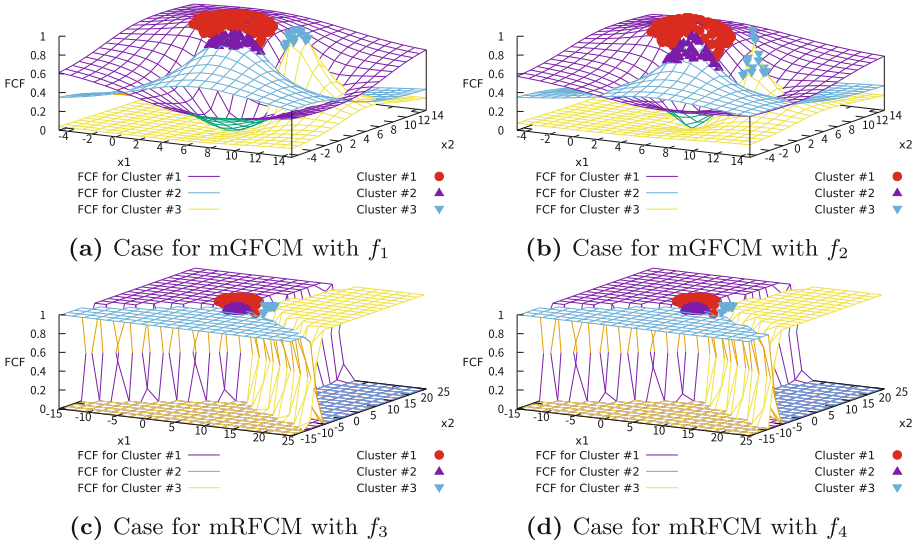 1
0.8
0.6
0.4
0.2
0
FCF
-4 -2 0 2 4 6 8 10 12 14
x1
-4 -2 0 2 4 6 8 10 12 14
x2
FCF for Cluster #1
FCF for Cluster #2
FCF for Cluster #3
Cluster #1
Cluster #2
Cluster #3
(a) Case for mGFCM with f1
1
0.8
0.6
0.4
0.2
0
FCF
-4 -2 0 2 4 6 8 10 12 14
x1
-4 -2 0 2 4 6 8 10 12 14
x2
FCF for Cluster #1
FCF for Cluster #2
FCF for Cluster #3
Cluster #1
Cluster #2
Cluster #3
(b) Case for mGFCM with f2
1
0.8
0.6
0.4
0.2
0
FCF
-15 -10 -5 0 5 10 15 20 25
x1
-15 -10 -5 0 5 10 15 20 25
x2
FCF for Cluster #1
FCF for Cluster #2
FCF for Cluster #3
Cluster #1
Cluster #2
Cluster #3
(c) Case for mRFCM with f3
1
0.8
0.6
0.4
0.2
0
FCF
-15 -10 -5 0 5 10 15 20 25
x1
-15 -10 -5 0 5 10 15 20 25
x2
FCF for Cluster #1
FCF for Cluster #2
FCF for Cluster #3
Cluster #1
Cluster #2
Cluster #3
(d) Case for mRFCM with f4